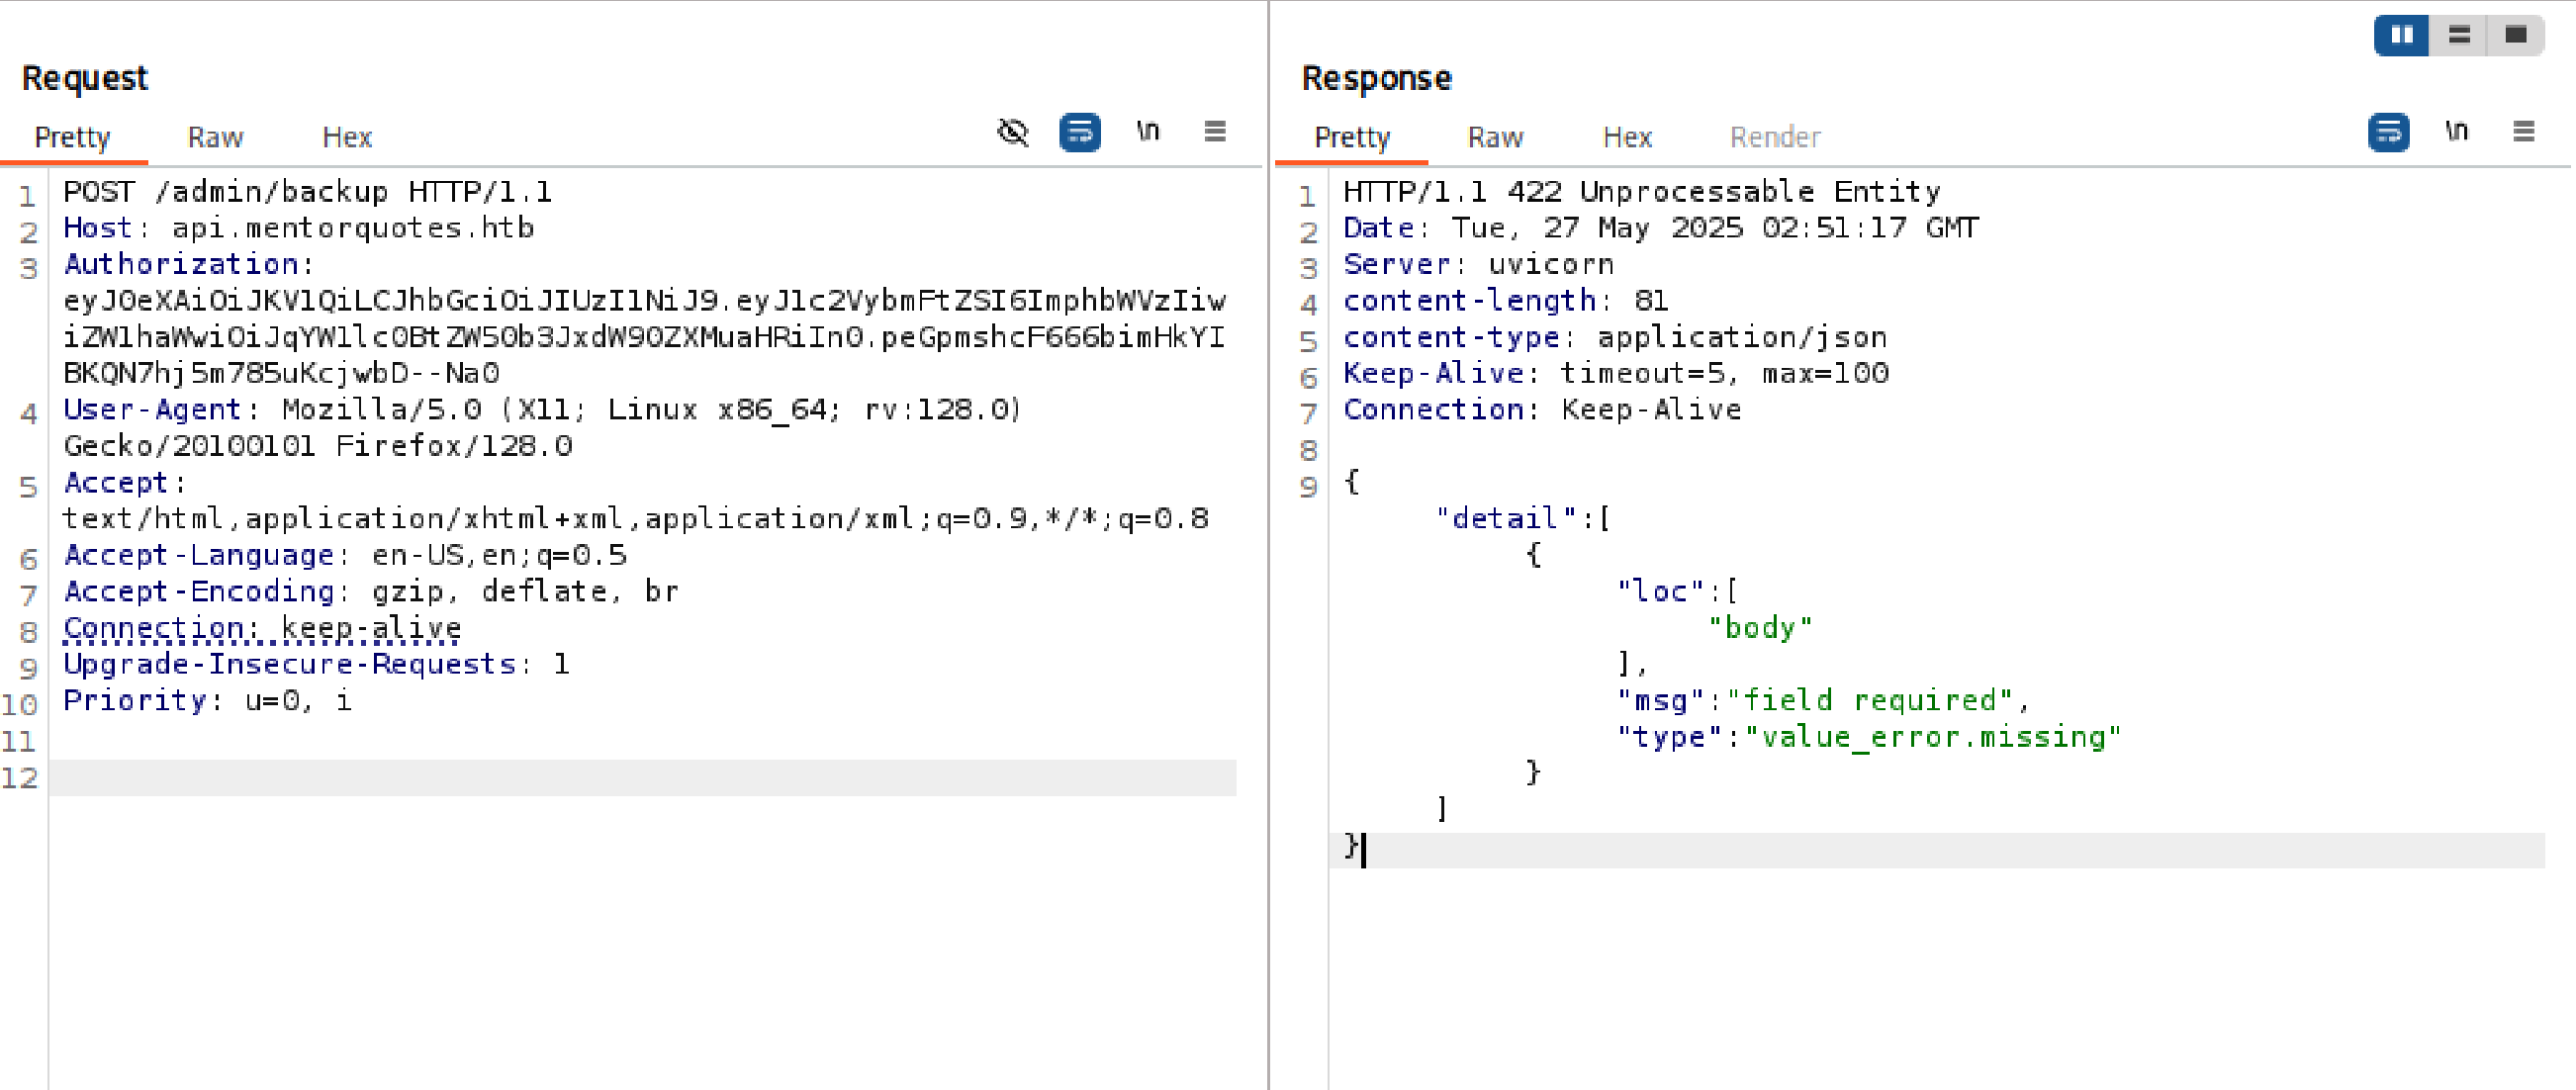 Request
Pretty Raw Hex \n
1 POST /admin/backup HTTP/1.1
2 Host: api.mentorquotes.htb
3 Authorization:
eyJ0eXAiOiJKV1QiLCJhbGciOiJIUzI1NiJ9.eyJ1c2VybmFtZSI6ImphbWVzIiw
iZW1haWwiOiJqYW1lc0BtZW50b3JxdW90ZXMuaHRiIn0.peGpmshcF666bimHkYI
BKQN7hj5m785uKcjwbD--Na0
4 User-Agent: Mozilla/5.0 (X11; Linux x86_64; rv:128.0)
Gecko/20100101 Firefox/128.0
5 Accept:
text/html,application/xhtml+xml,application/xml;q=0.9,*/*;q=0.8
6 Accept-Language: en-US,en;q=0.5
7 Accept-Encoding: gzip, deflate, br
8 Connection: keep-alive
9 Upgrade-Insecure-Requests: 1
10 Priority: u=0, i
11
12
Response
Pretty Raw Hex Render \n
1 HTTP/1.1 422 Unprocessable Entity
2 Date: Tue, 27 May 2025 02:51:17 GMT
3 Server: uvicorn
4 content-length: 81
5 content-type: application/json
6 Keep-Alive: timeout=5, max=100
7 Connection: Keep-Alive
8
9 {
"detail":[
{
"loc":[
"body"
],
"msg":"field required",
"type":"value_error.missing"
}
]
}